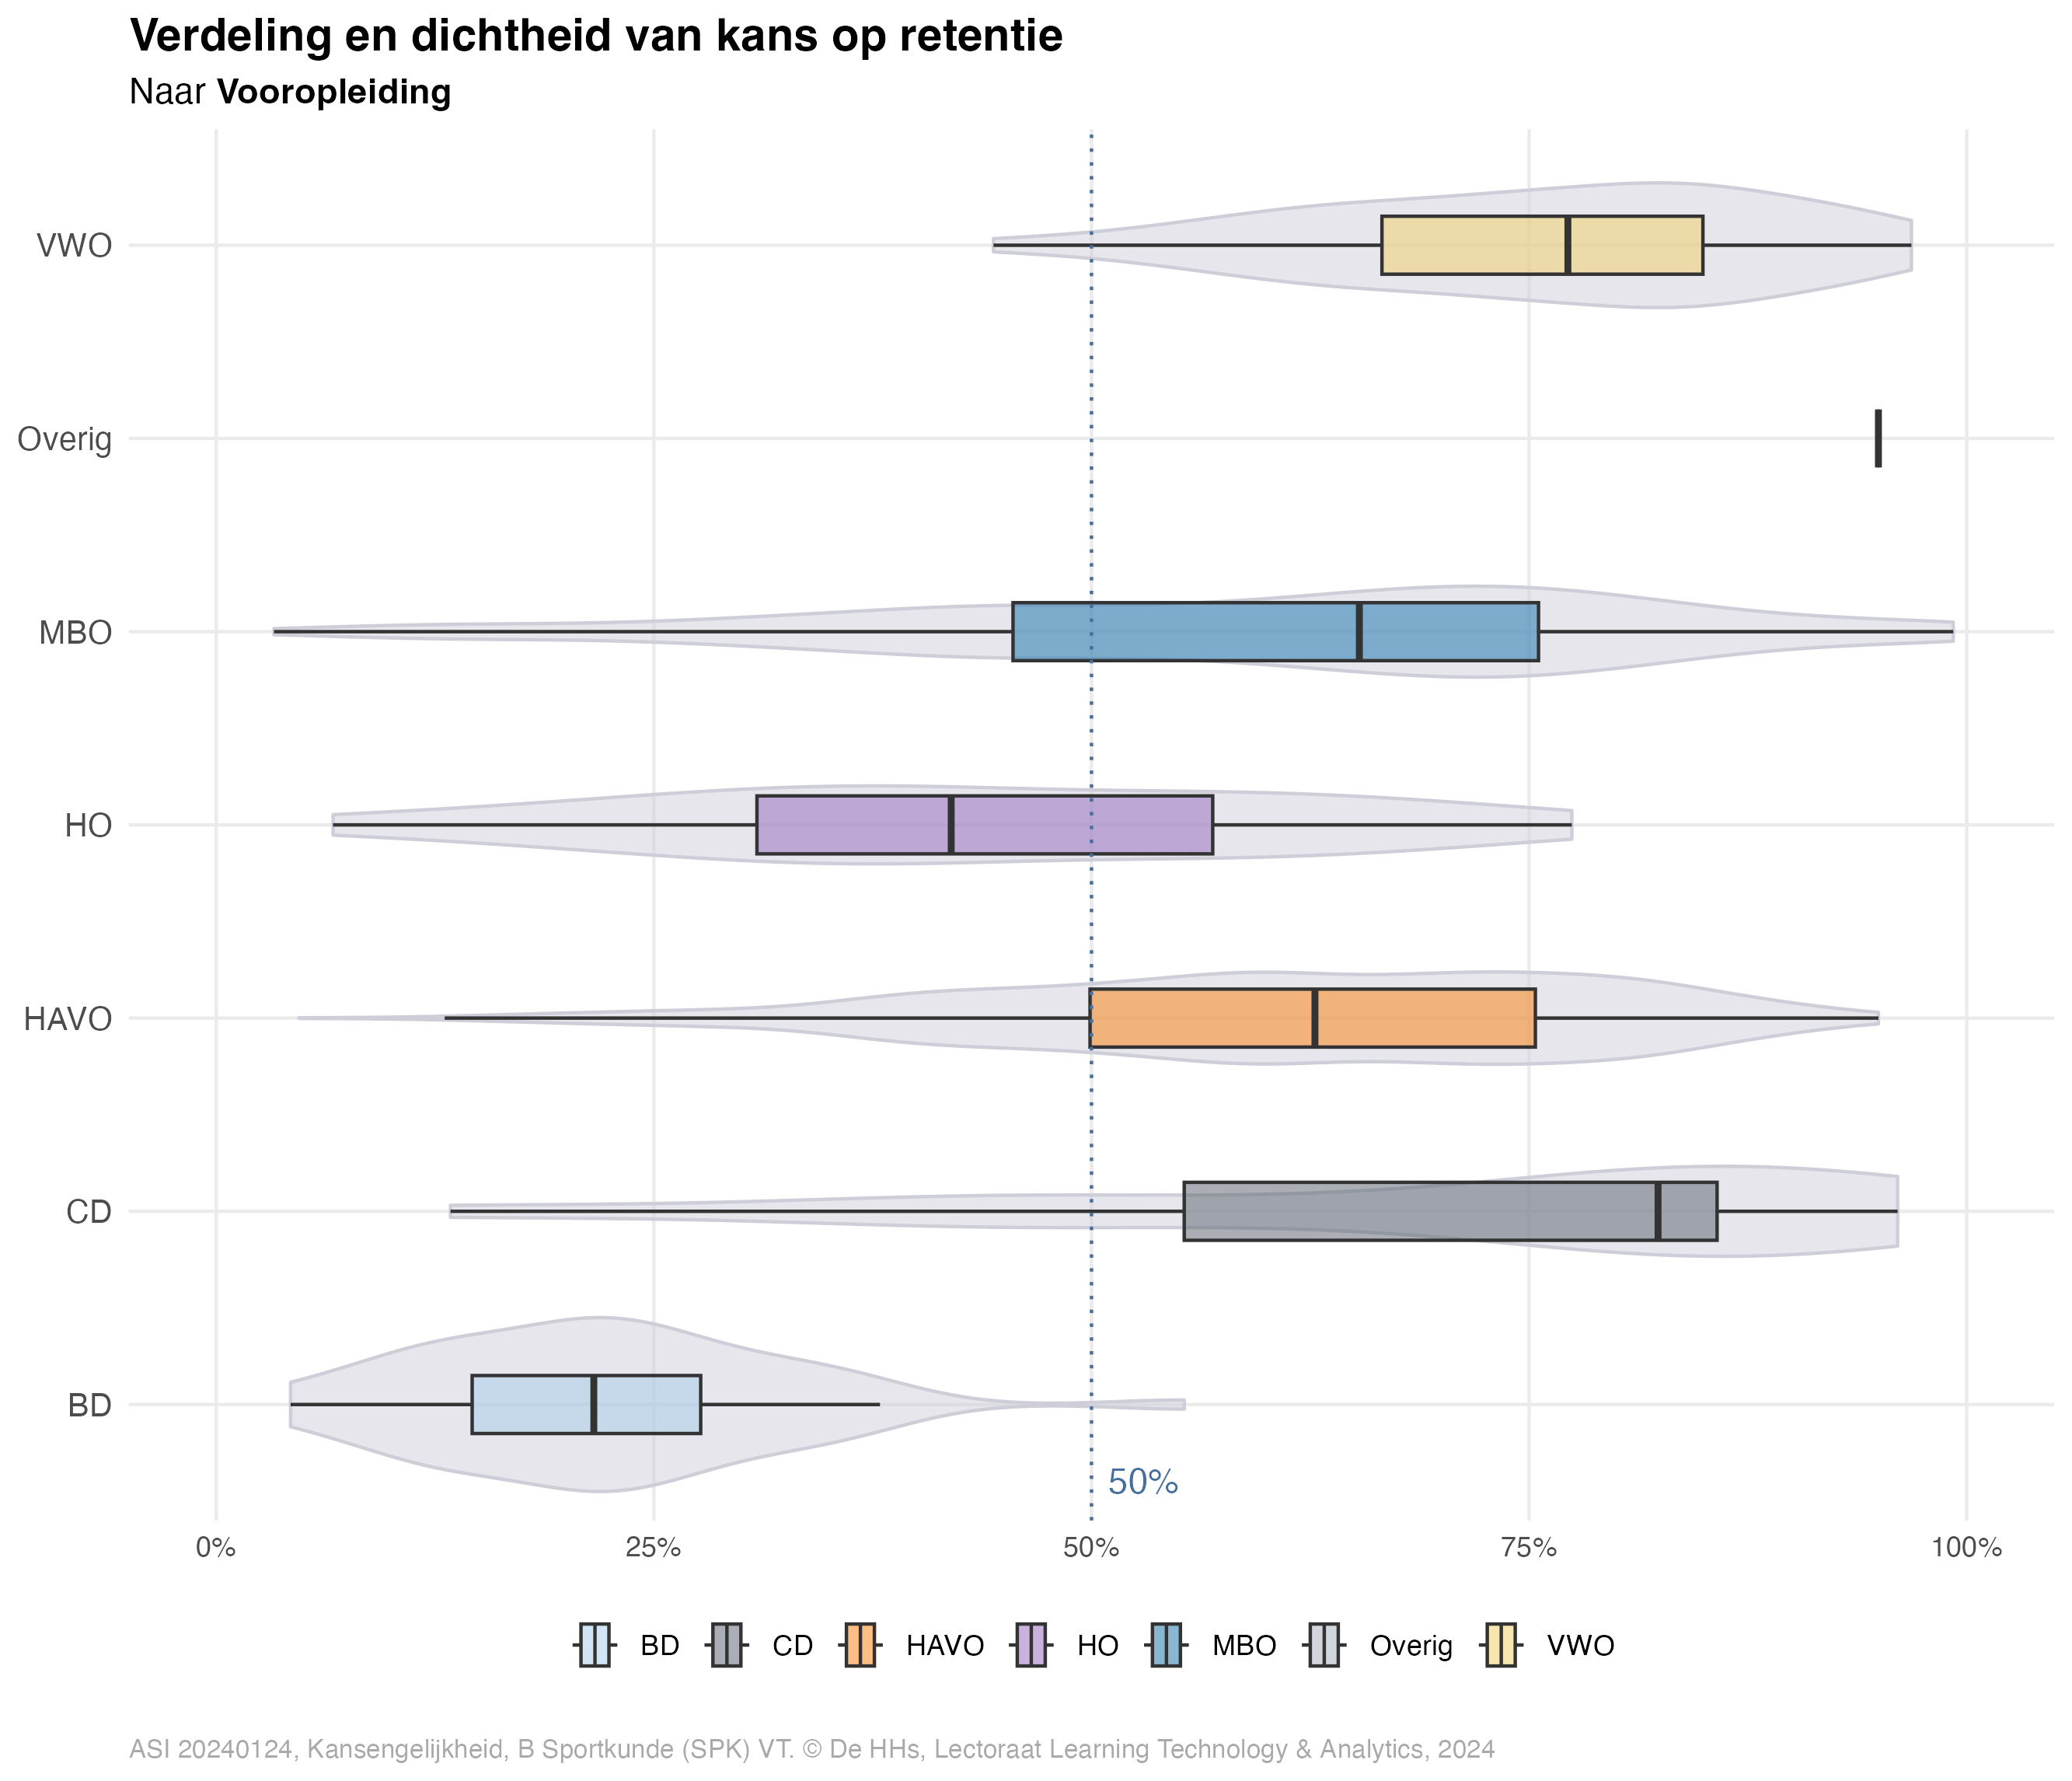 Verdeling en dichtheid van kans op retentie
Naar Vooropleiding
VWO
Overig
MBO
HO
HAVO
CD
BD
50%
0% 25% 50% 75% 100%
BD CD HAVO HO MBO Overig VWO
ASI 20240124, Kansengelijkheid, B Sportkunde (SPK) VT. © De HHs, Lectoraat Learning Technology & Analytics, 2024